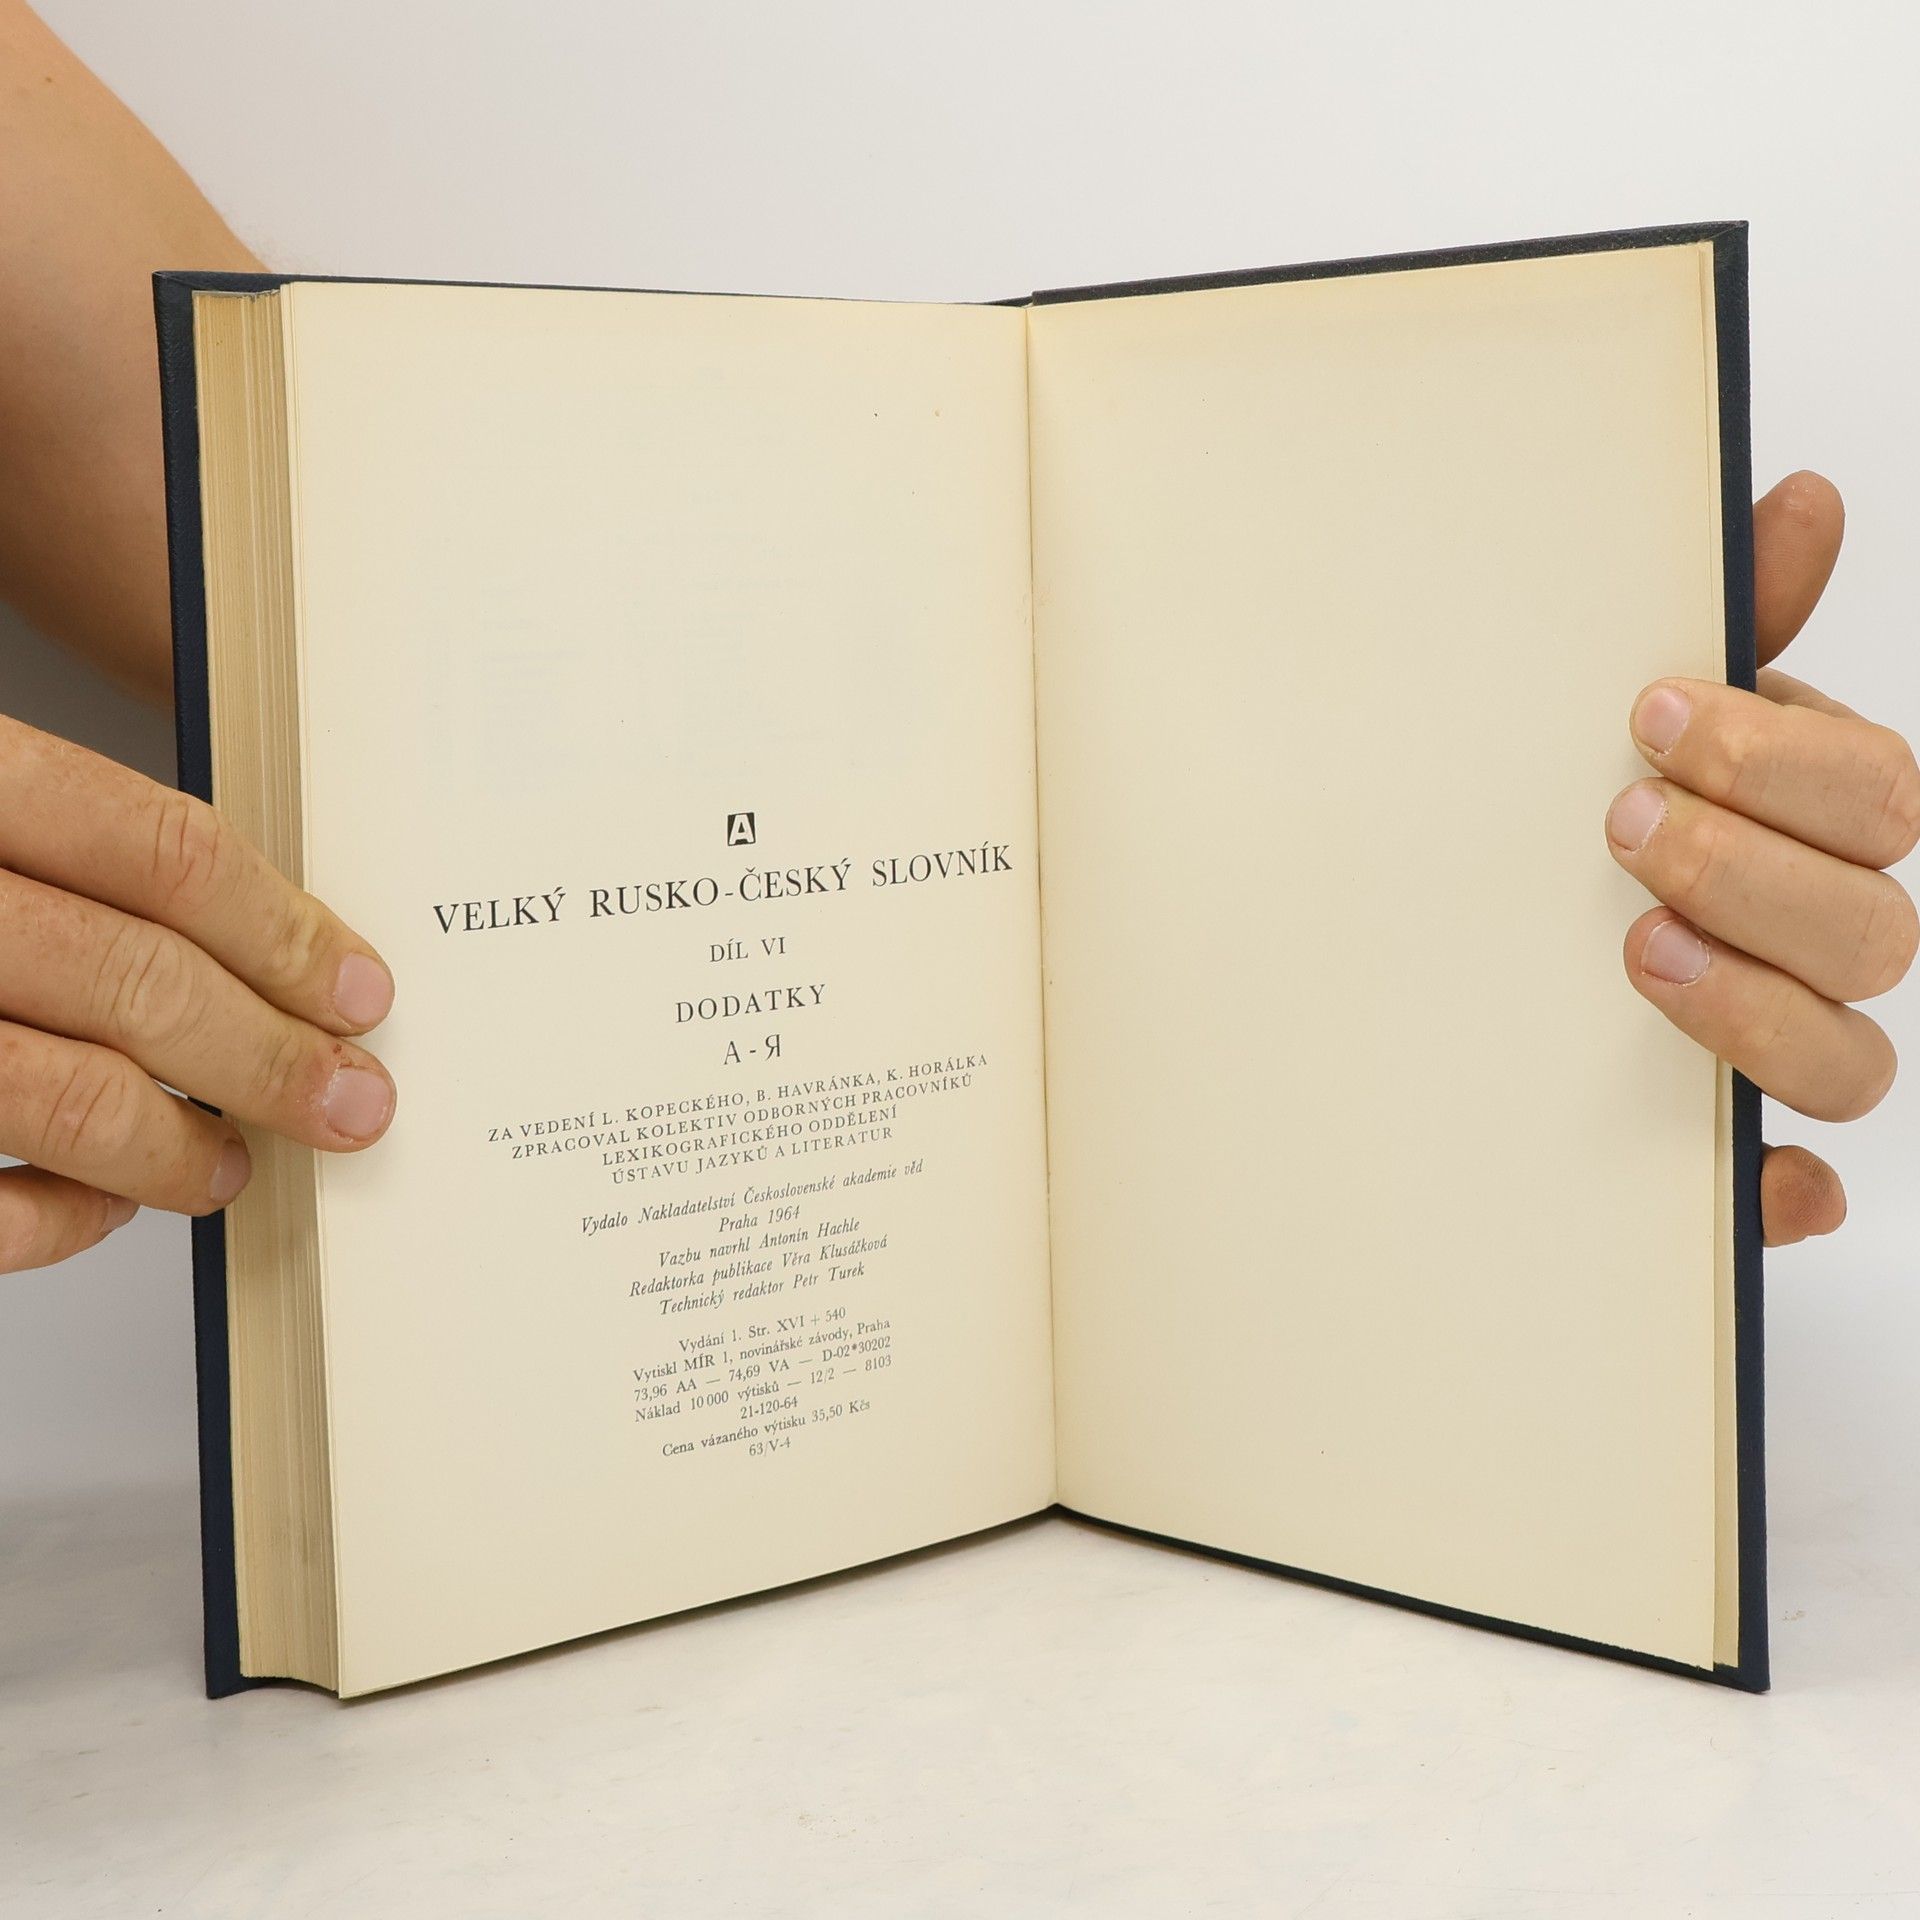 A
VELKÝ RUSKO-ČESKÝ SLOVNÍK
DÍL VI
DODATKY
А-Я
ZA VEDENÍ L. KOPECKÉHO, B. HAVRÁNKA, K. HORÁLKA
ZPRACOVAL KOLEKTIV ODBORNÝCH PRACOVNÍKŮ
LEXIKOGRAFICKÉHO ODDĚLENÍ
ÚSTAVU JAZYKŮ A LITERATUR
Vydalo Nakladatelství Československé akademie věd
Praha 1964
Vazbu navrhl Antonín Hachle
Redaktorka publikace Věra Klusáčková
Technický redaktor Petr Turek
Vydání 1. Str. XVI + 540
Vytiskl MÍR 1, novinářské závody, Praha
73,96 AA — 74,69 VA — D-02*30202
Náklad 10 000 výtisků — 12/2 — 8103
21-120-64
Cena vázaného výtisku 35,50 Kčs
63/V-4